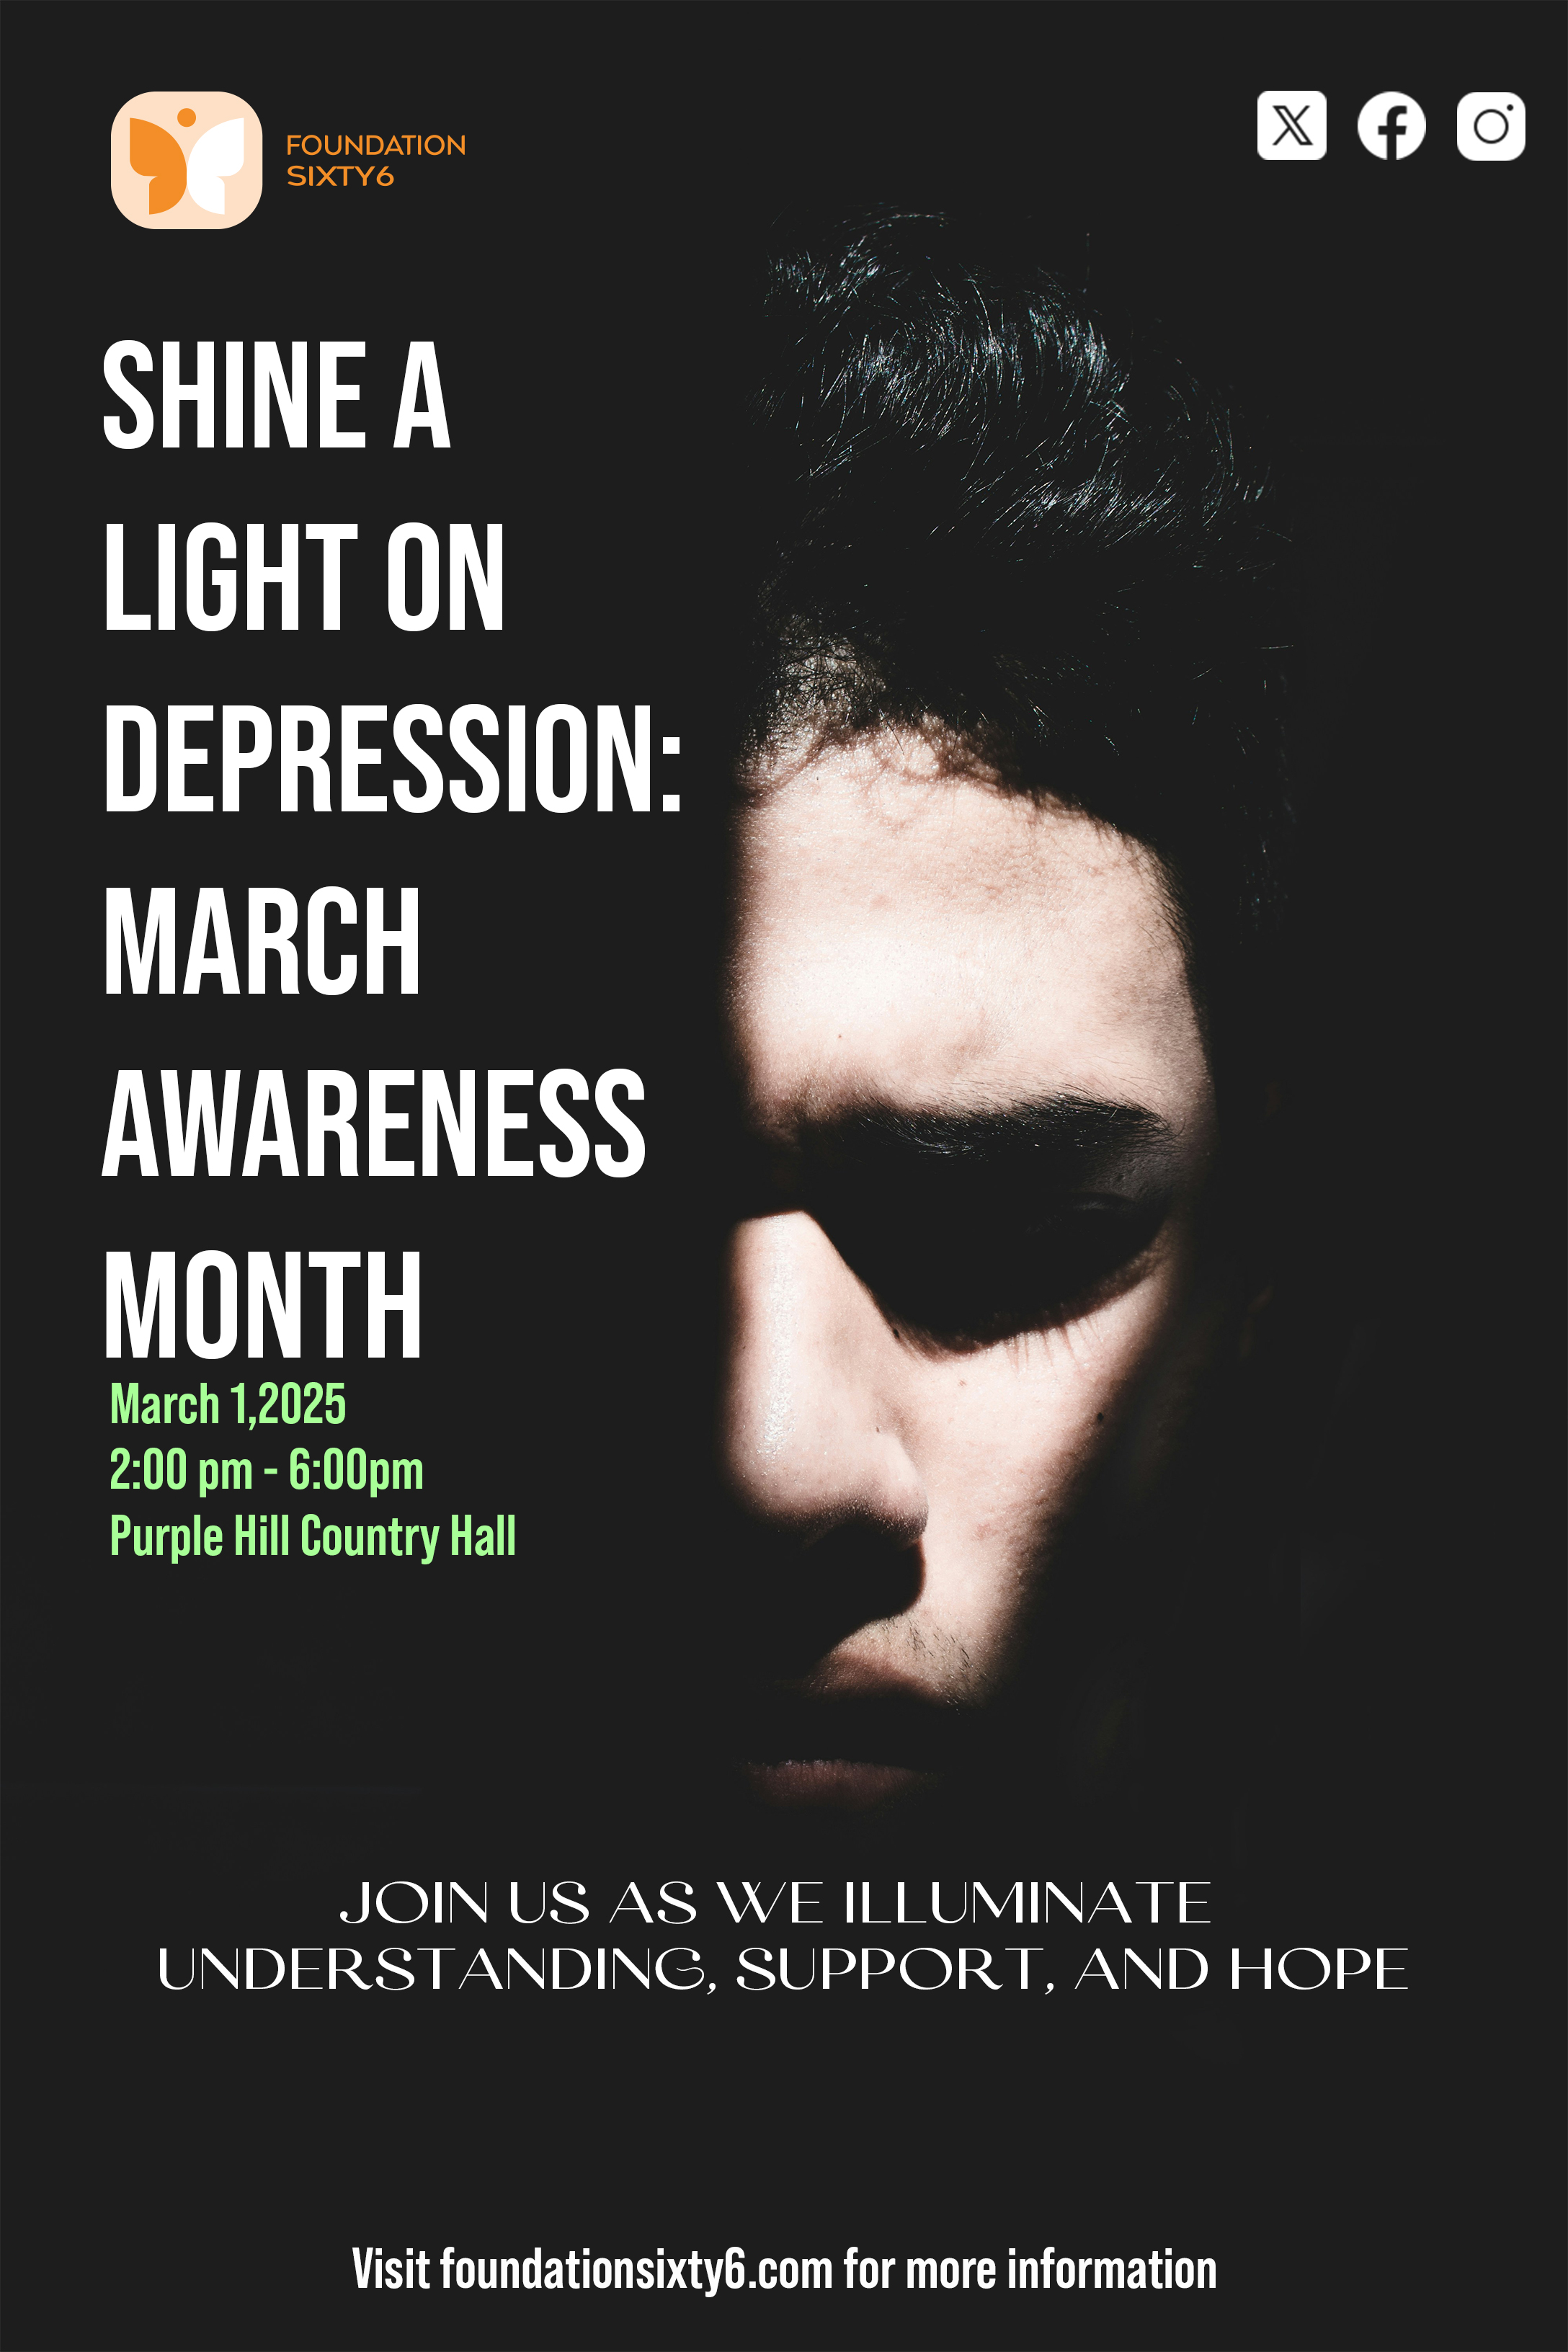 FOUNDATION
SIXTY6
SHINE A
LIGHT ON
DEPRESSION:
MARCH
AWARENESS
MONTH
March 1,2025
2:00 pm - 6:00pm
Purple Hill Country Hall
JOIN US AS WE ILLUMINATE
UNDERSTANDING, SUPPORT, AND HOPE
Visit foundationsixty6.com for more information